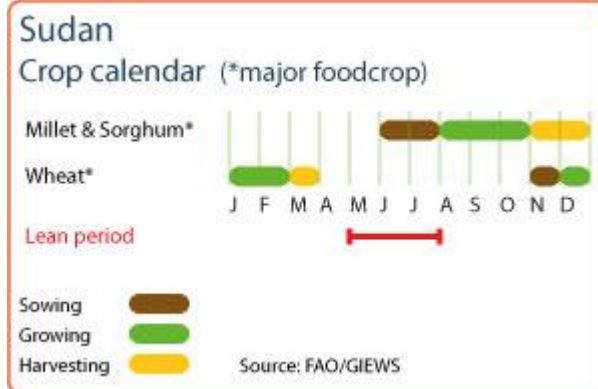 Sudan
Crop calendar (*major foodcrop)
Millet & Sorghum*
Wheat*
J F M A M J J A S O N D
Lean period
Sowing
Growing
Harvesting
Source: FAO/GIEWS